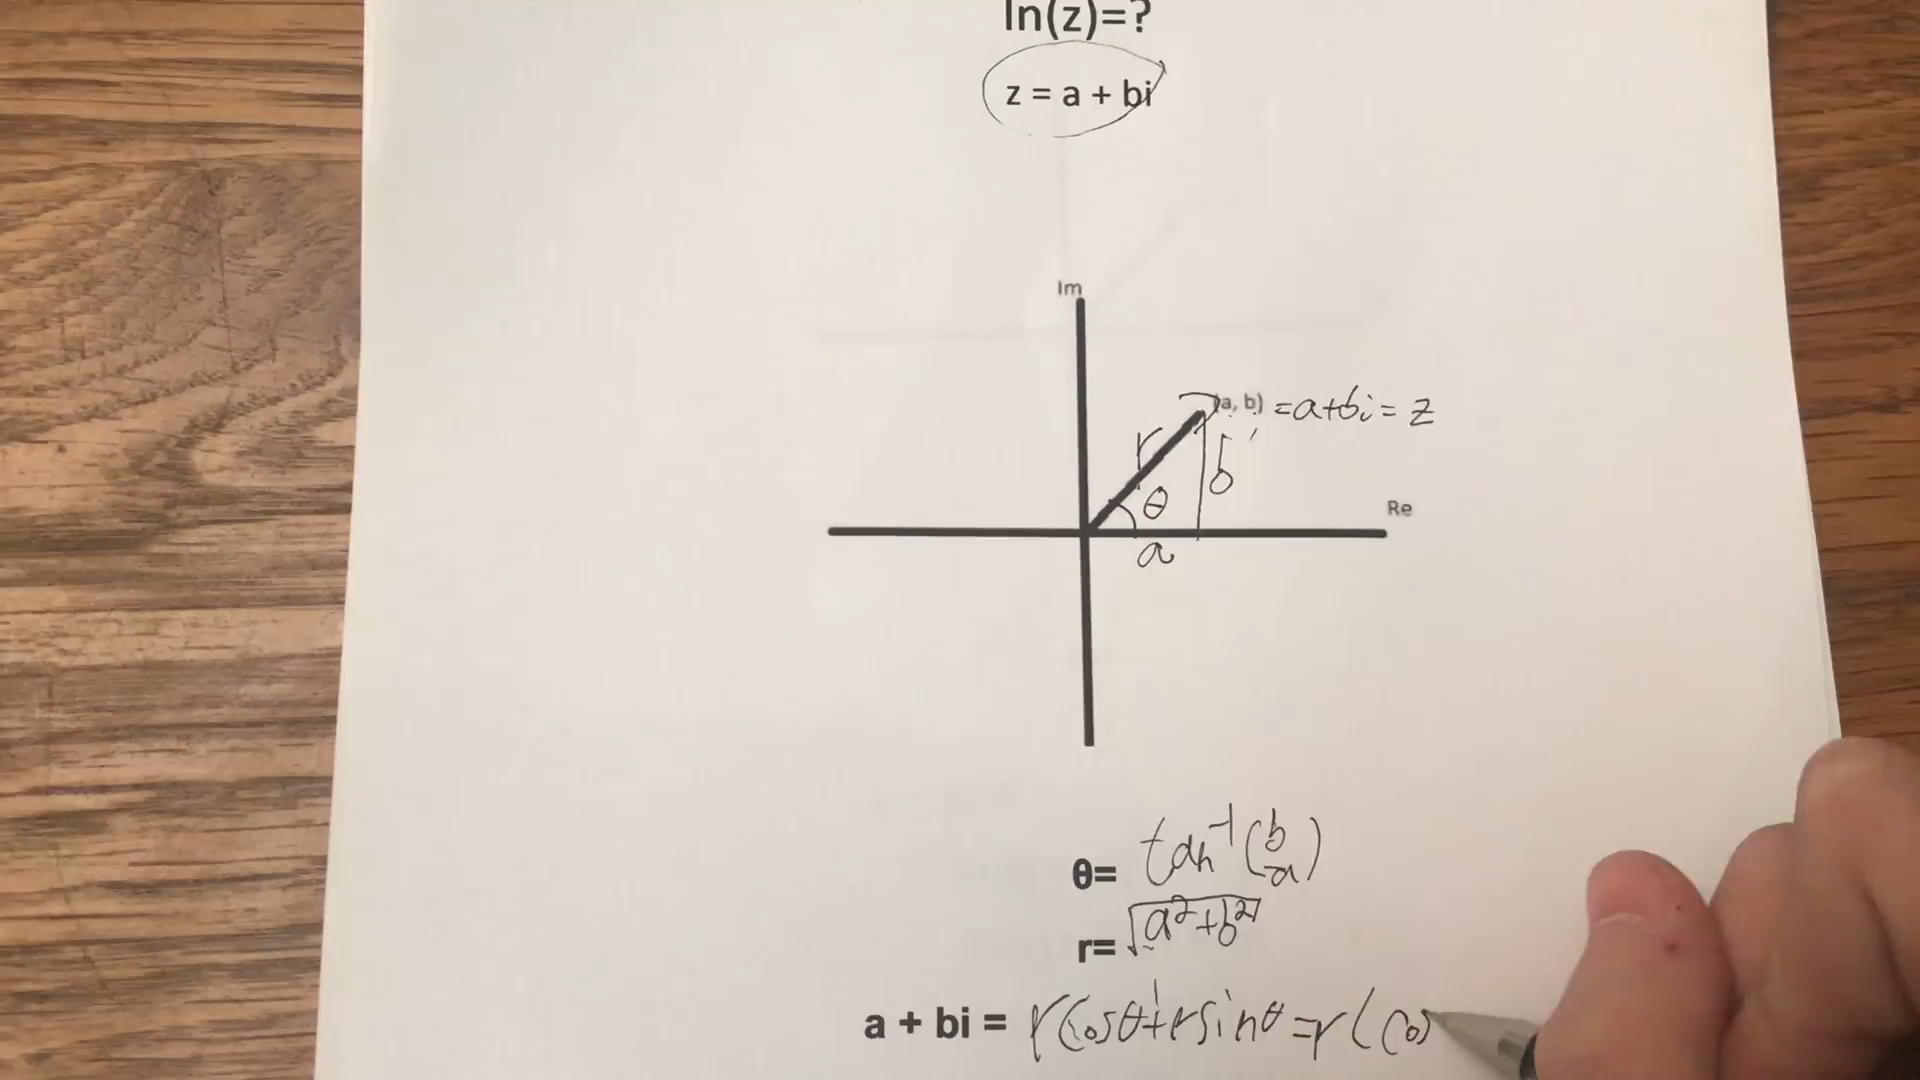 ln(z)=?
z = a + bi
Im
(a, b) = a+bi = z
r
b
θ
Re
a
θ= tan⁻¹(b/a)
r= √a²+b²
a + bi = rcosθ+rsinθ=r(cos